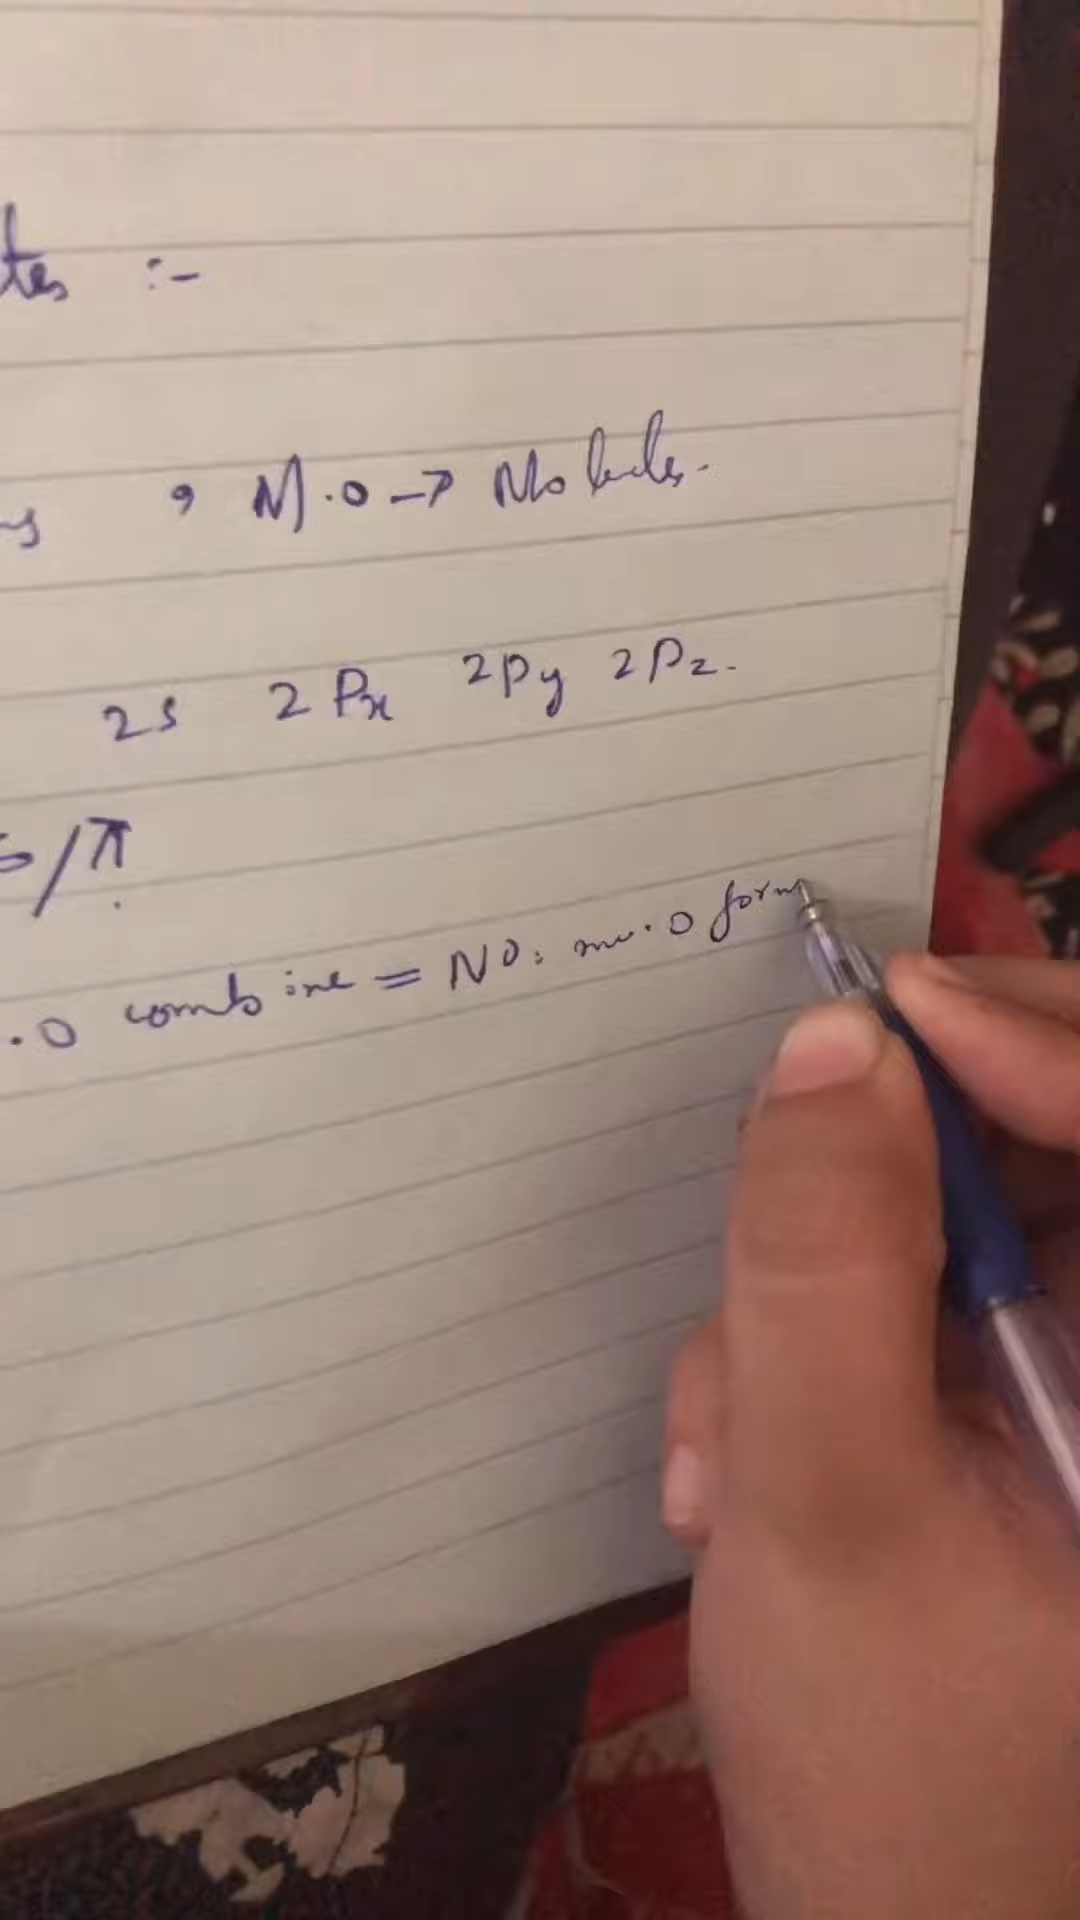 tes :-
, M.O → Molecules.
2s 2Px 2Py 2Pz.
/π
.O combine = NO: M.O form